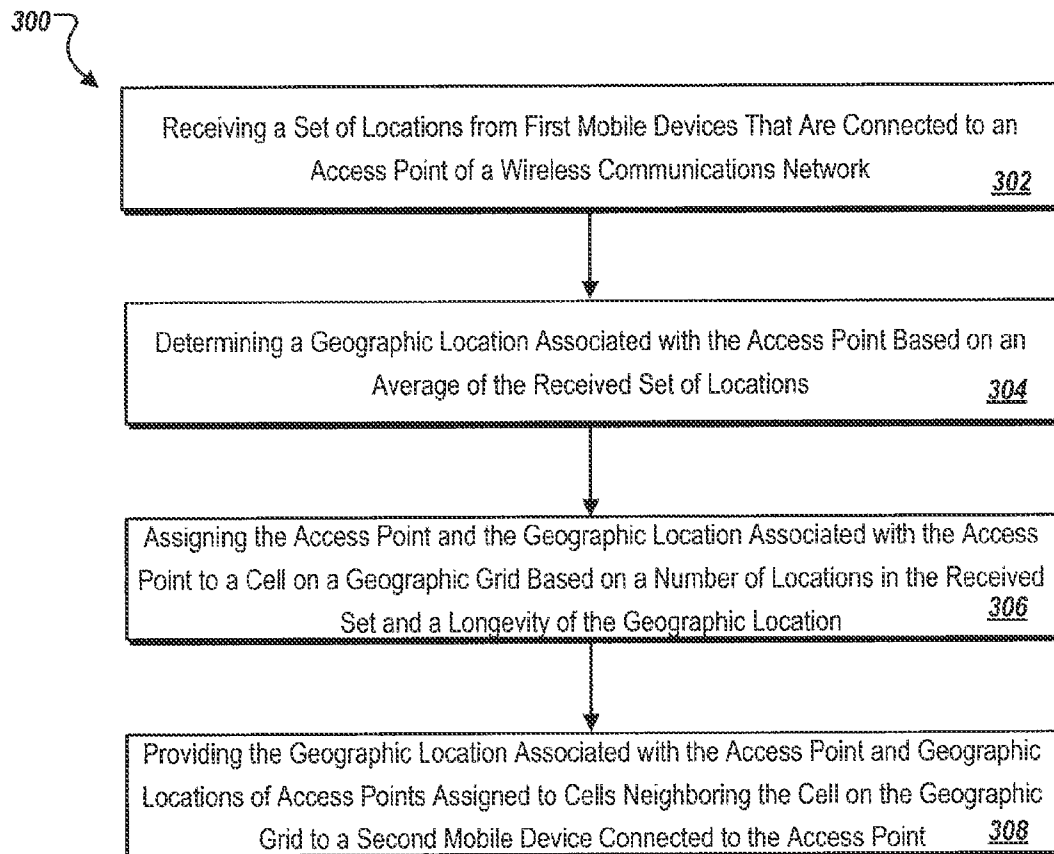 300
Receiving a Set of Locations from First Mobile Devices That Are Connected to an
Access Point of a Wireless Communications Network
302
Determining a Geographic Location Associated with the Access Point Based on an
Average of the Received Set of Locations
304
Assigning the Access Point and the Geographic Location Associated with the Access
Point to a Cell on a Geographic Grid Based on a Number of Locations in the Received
Set and a Longevity of the Geographic Location
306
Providing the Geographic Location Associated with the Access Point and Geographic
Locations of Access Points Assigned to Cells Neighboring the Cell on the Geographic
Grid to a Second Mobile Device Connected to the Access Point
308